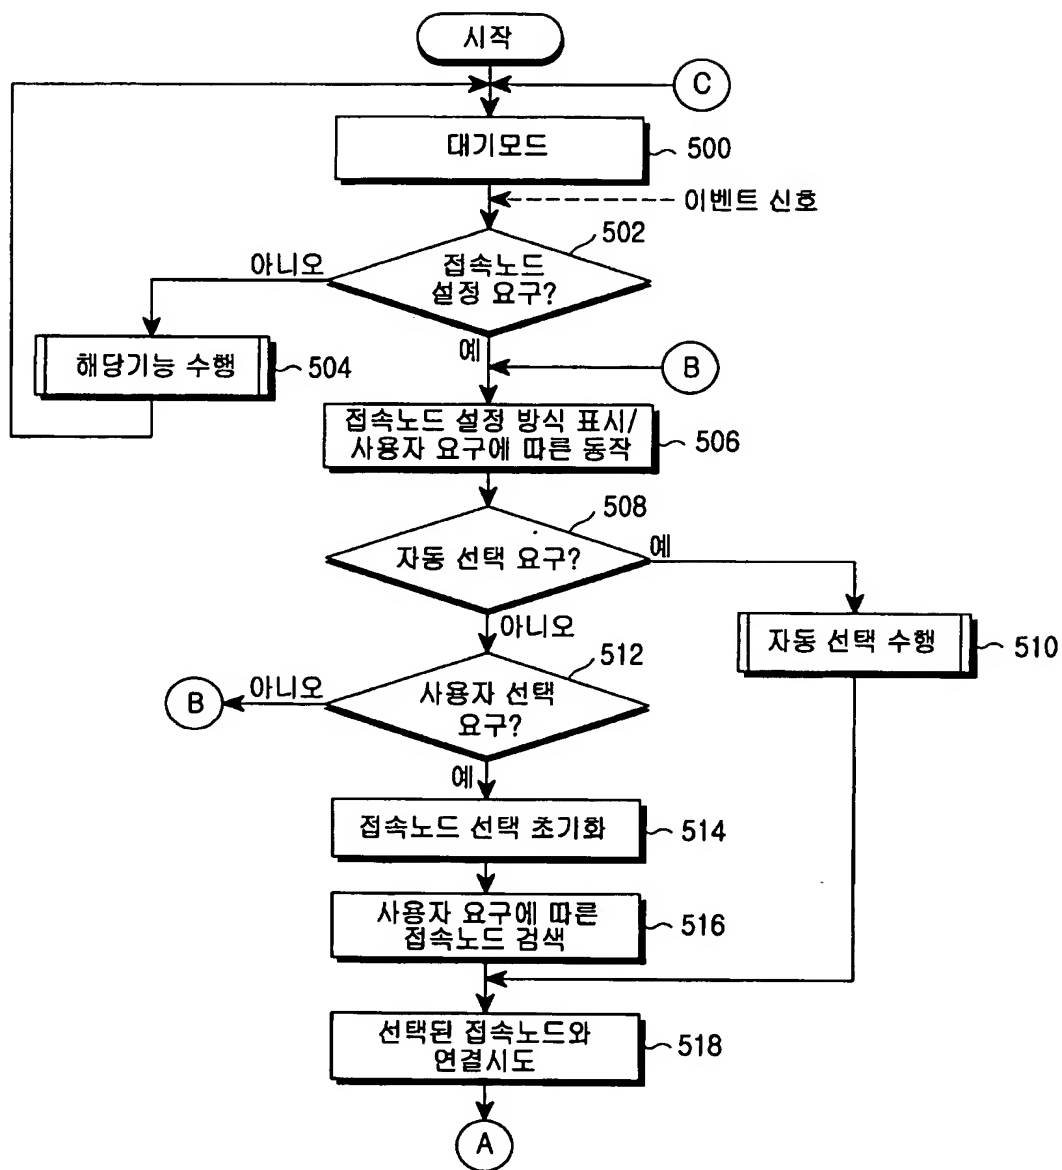 시작
C
대기모드
500
이벤트 신호
502
아니오
접속노드
설정 요구?
예
해당기능 수행
504
B
접속노드 설정 방식 표시/
사용자 요구에 따른 동작
506
508
자동 선택 요구?
예
아니오
자동 선택 수행
510
512
B
아니오
사용자 선택
요구?
예
접속노드 선택 초기화
514
사용자 요구에 따른
접속노드 검색
516
선택된 접속노드와
연결시도
518
A